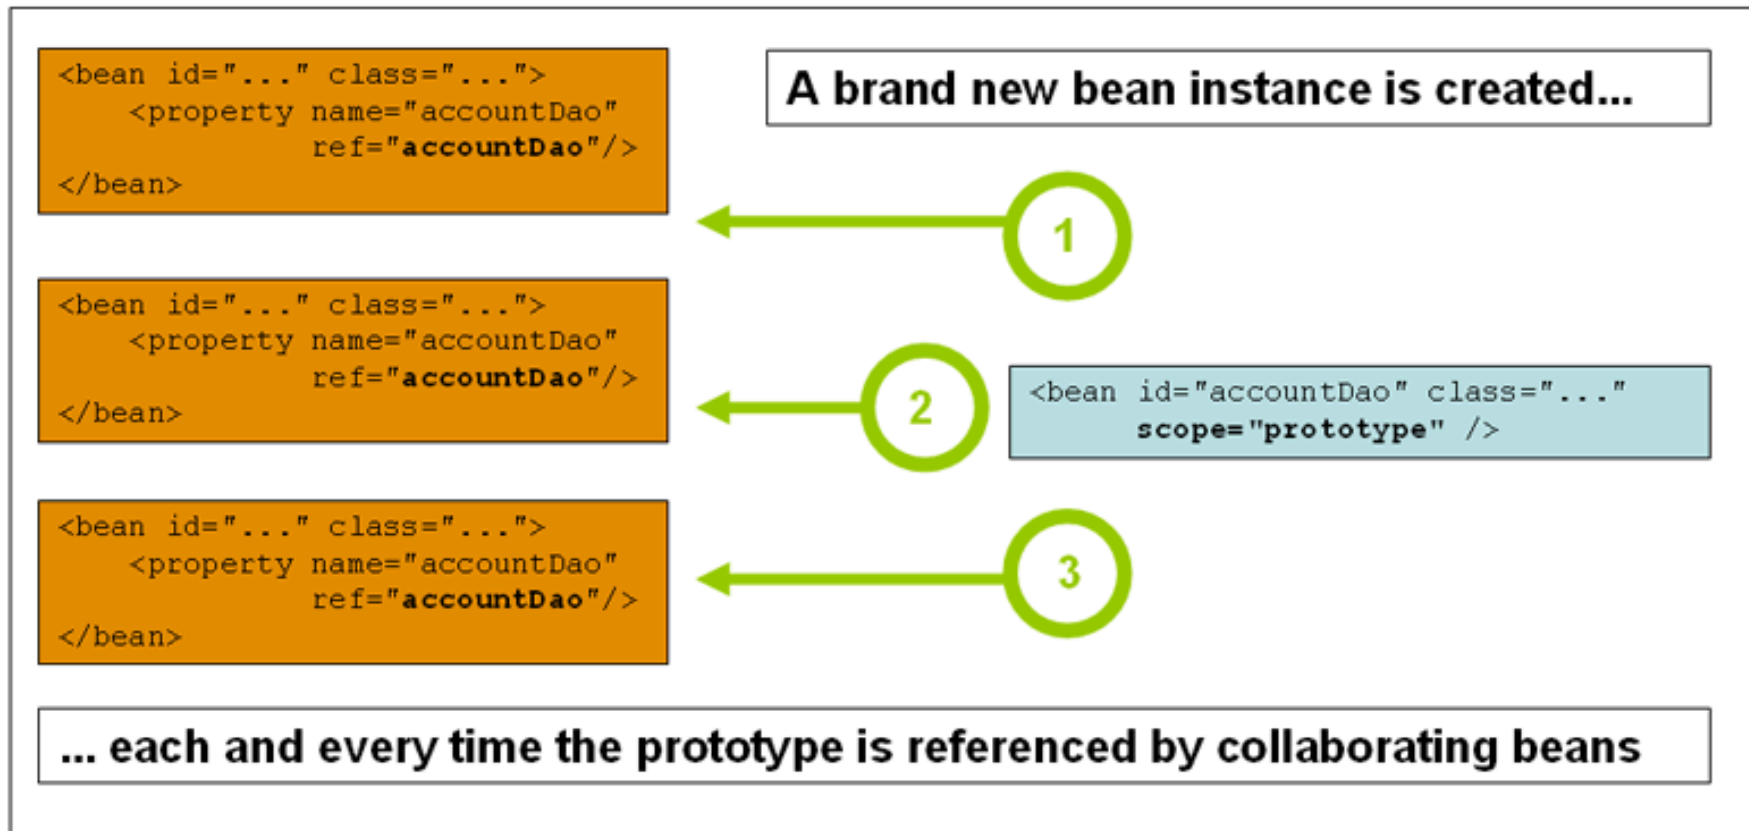 <bean id="..." class="...">
    <property name="accountDao"
              ref="accountDao"/>
</bean>
A brand new bean instance is created...
1
<bean id="..." class="...">
    <property name="accountDao"
              ref="accountDao"/>
</bean>
2
<bean id="accountDao" class="..."
      scope="prototype" />
<bean id="..." class="...">
    <property name="accountDao"
              ref="accountDao"/>
</bean>
3
... each and every time the prototype is referenced by collaborating beans